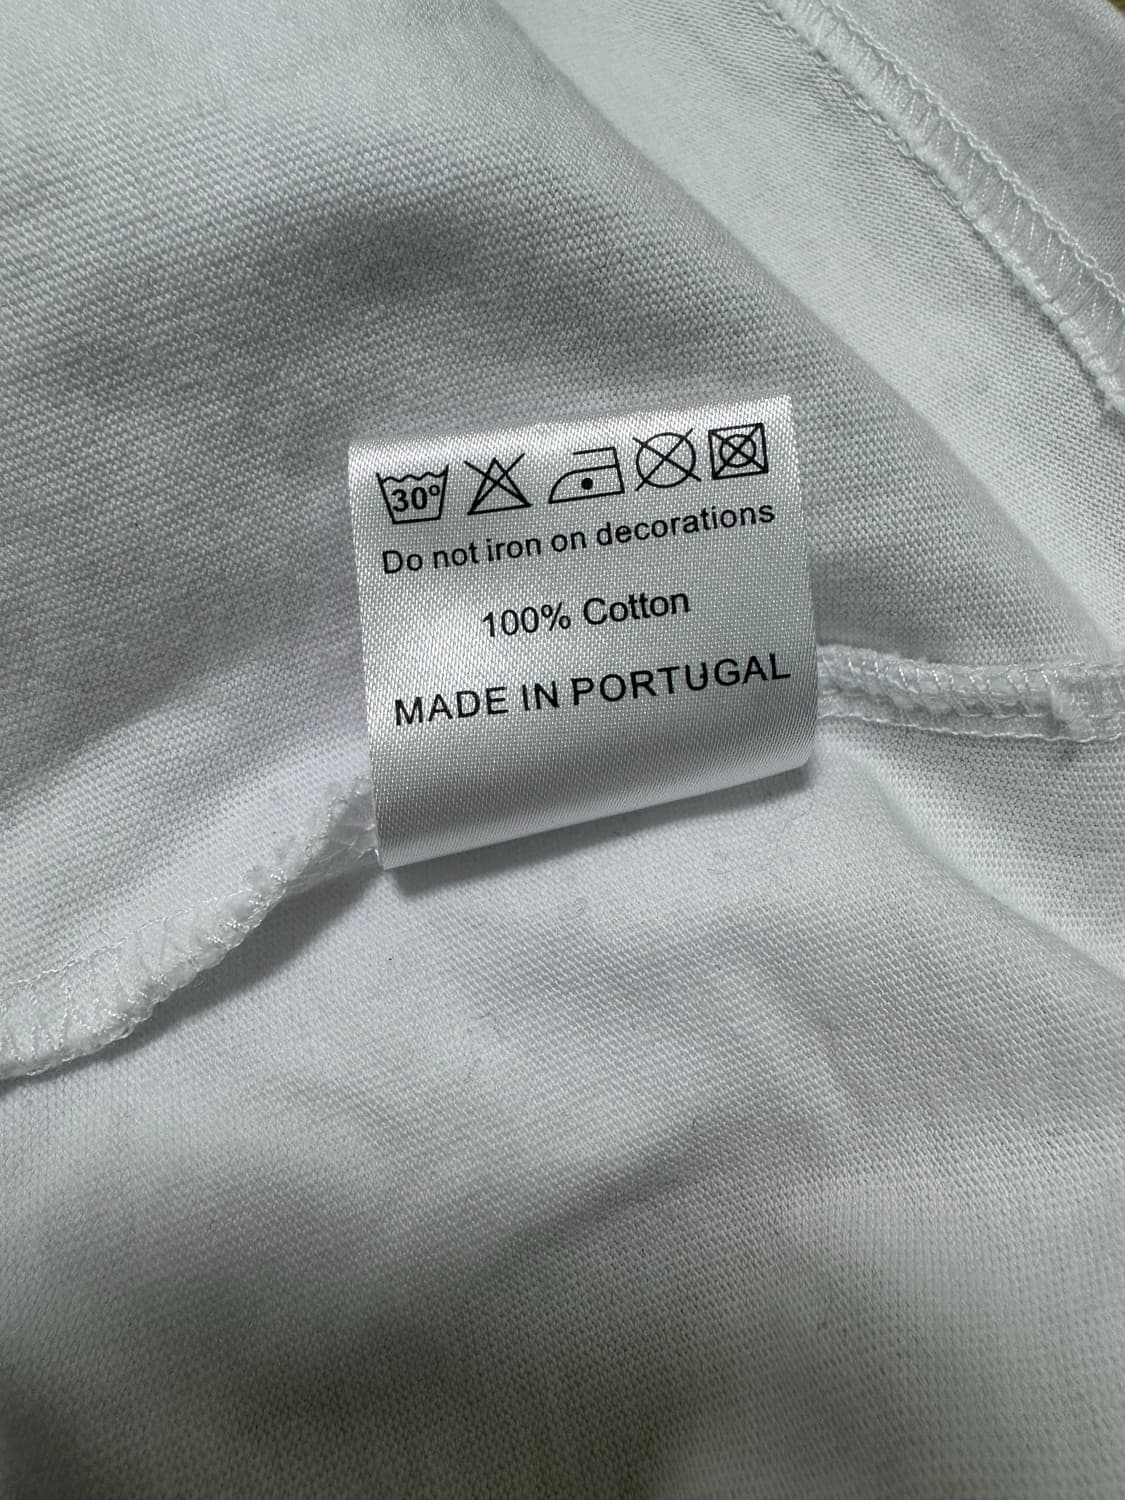 30°
Do not iron on decorations
100% Cotton
MADE IN PORTUGAL